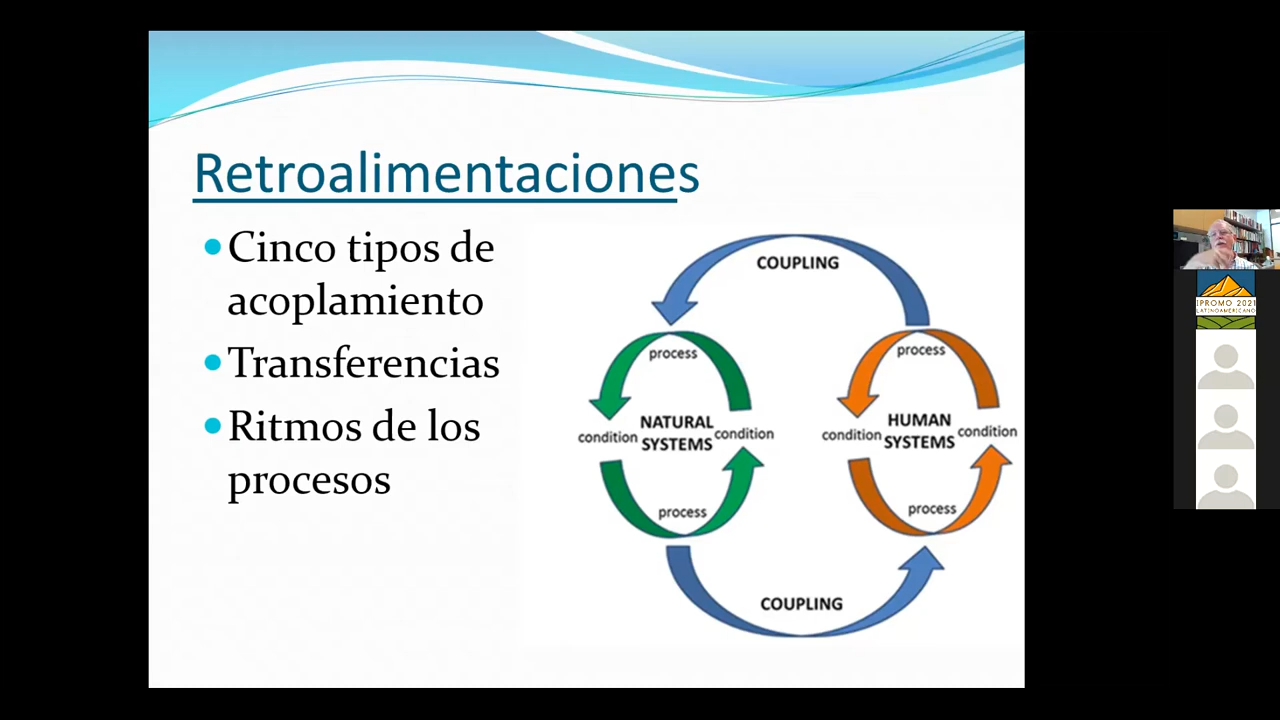 Retroalimentaciones
Cinco tipos de
acoplamiento
Transferencias
Ritmos de los
procesos
COUPLING
process
condition
NATURAL
SYSTEMS
condition
process
process
condition
HUMAN
SYSTEMS
condition
process
COUPLING
IPROMO 2021
LATINOAMERICANO